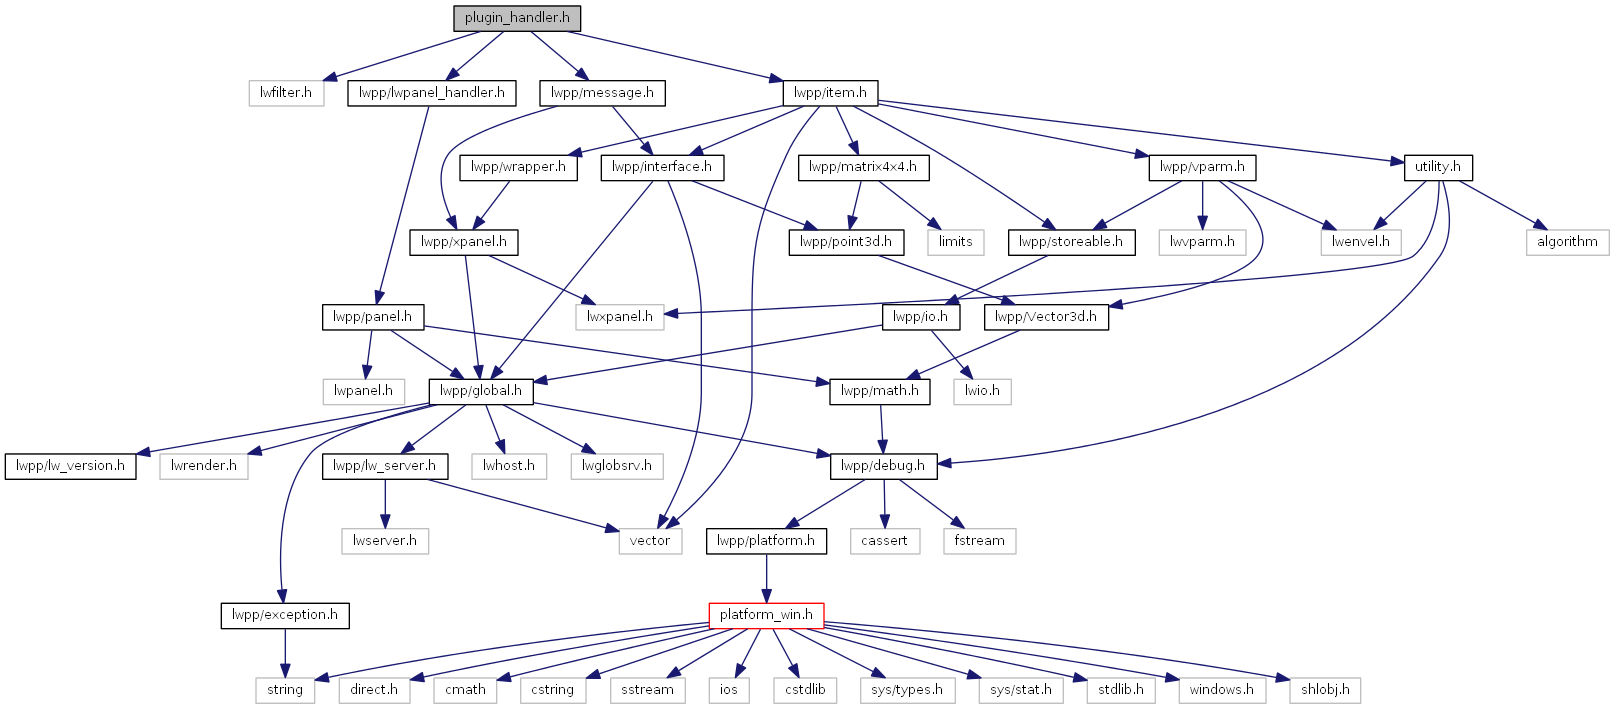 plugin_handler.h
lwfilter.h
lwpp/lwpanel_handler.h
lwpp/message.h
lwpp/item.h
lwpp/wrapper.h
lwpp/interface.h
lwpp/matrix4x4.h
lwpp/vparm.h
utility.h
lwpp/xpanel.h
lwpp/point3d.h
limits
lwpp/storeable.h
lwvparm.h
lwenvel.h
algorithm
lwpp/panel.h
lwxpanel.h
lwpp/io.h
lwpp/Vector3d.h
lwpanel.h
lwpp/global.h
lwpp/math.h
lwio.h
lwpp/lw_version.h
lwrender.h
lwpp/lw_server.h
lwhost.h
lwglobsrv.h
lwpp/debug.h
lwserver.h
vector
lwpp/platform.h
cassert
fstream
lwpp/exception.h
platform_win.h
string
direct.h
cmath
cstring
sstream
ios
cstdlib
sys/types.h
sys/stat.h
stdlib.h
windows.h
shlobj.h